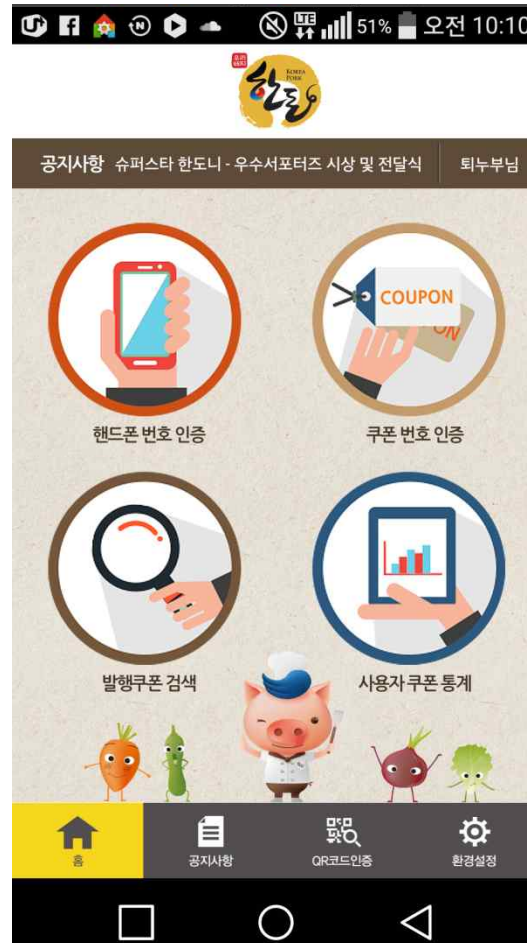 51% 오전 10:10
KOREA
PORK
한돈
공지사항 슈퍼스타 한도니 - 우수서포터즈 시상 및 전달식 퇴누부님
COUPON
ON
핸드폰 번호 인증 쿠폰 번호 인증
발행쿠폰 검색 사용자 쿠폰 통계
홈 공지사항 QR코드인증 환경설정